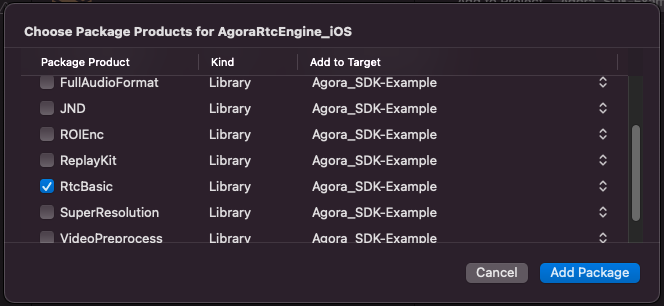 Choose Package Products for AgoraRtcEngine_iOS
Package Product Kind Add to Target
FullAudioFormat Library Agora_SDK-Example
JND Library Agora_SDK-Example
ROIEnc Library Agora_SDK-Example
ReplayKit Library Agora_SDK-Example
RtcBasic Library Agora_SDK-Example
SuperResolution Library Agora_SDK-Example
VideoPreprocess Library Agora_SDK-Example
Cancel Add Package